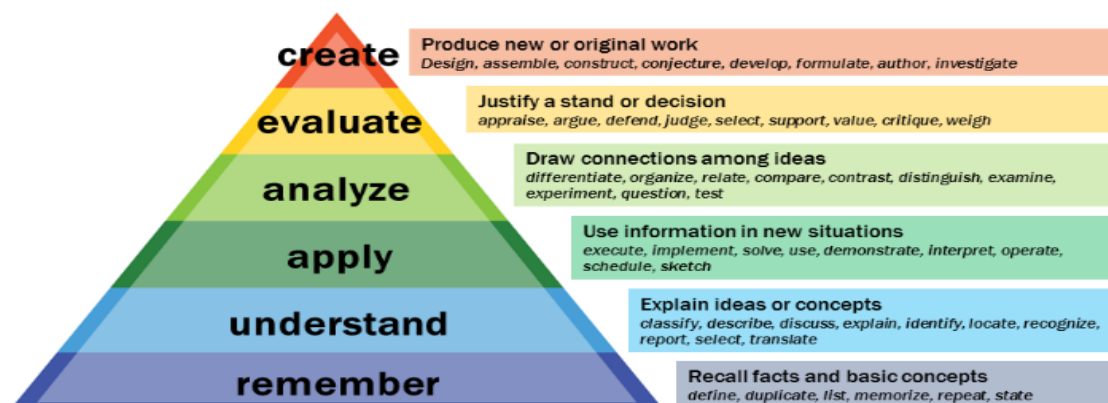 create
Produce new or original work
Design, assemble, construct, conjecture, develop, formulate, author, investigate
evaluate
Justify a stand or decision
appraise, argue, defend, judge, select, support, value, critique, weigh
analyze
Draw connections among ideas
differentiate, organize, relate, compare, contrast, distinguish, examine,
experiment, question, test
apply
Use information in new situations
execute, implement, solve, use, demonstrate, interpret, operate,
schedule, sketch
understand
Explain ideas or concepts
classify, describe, discuss, explain, identify, locate, recognize,
report, select, translate
remember
Recall facts and basic concepts
define, duplicate, list, memorize, repeat, state